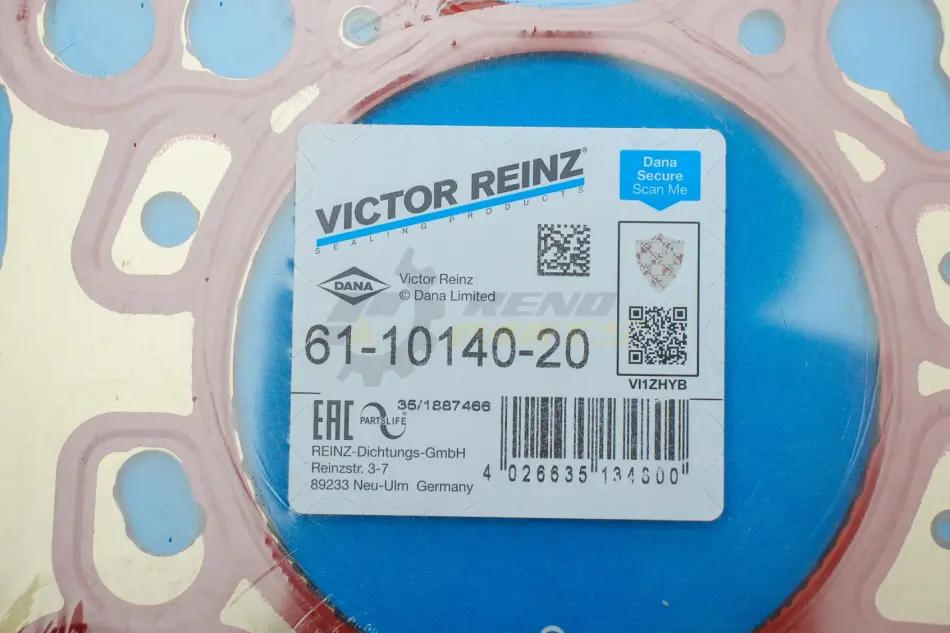 VICTOR REINZ®
SEALING PRODUCTS
Dana
Secure
Scan Me
DANA
Victor Reinz
© Dana Limited
61-10140-20
VI1ZHYB
EAC
PARTSLIFE
35/1887466
REINZ-Dichtungs-GmbH
Reinzstr. 3-7
89233 Neu-Ulm Germany
4 026635 134800